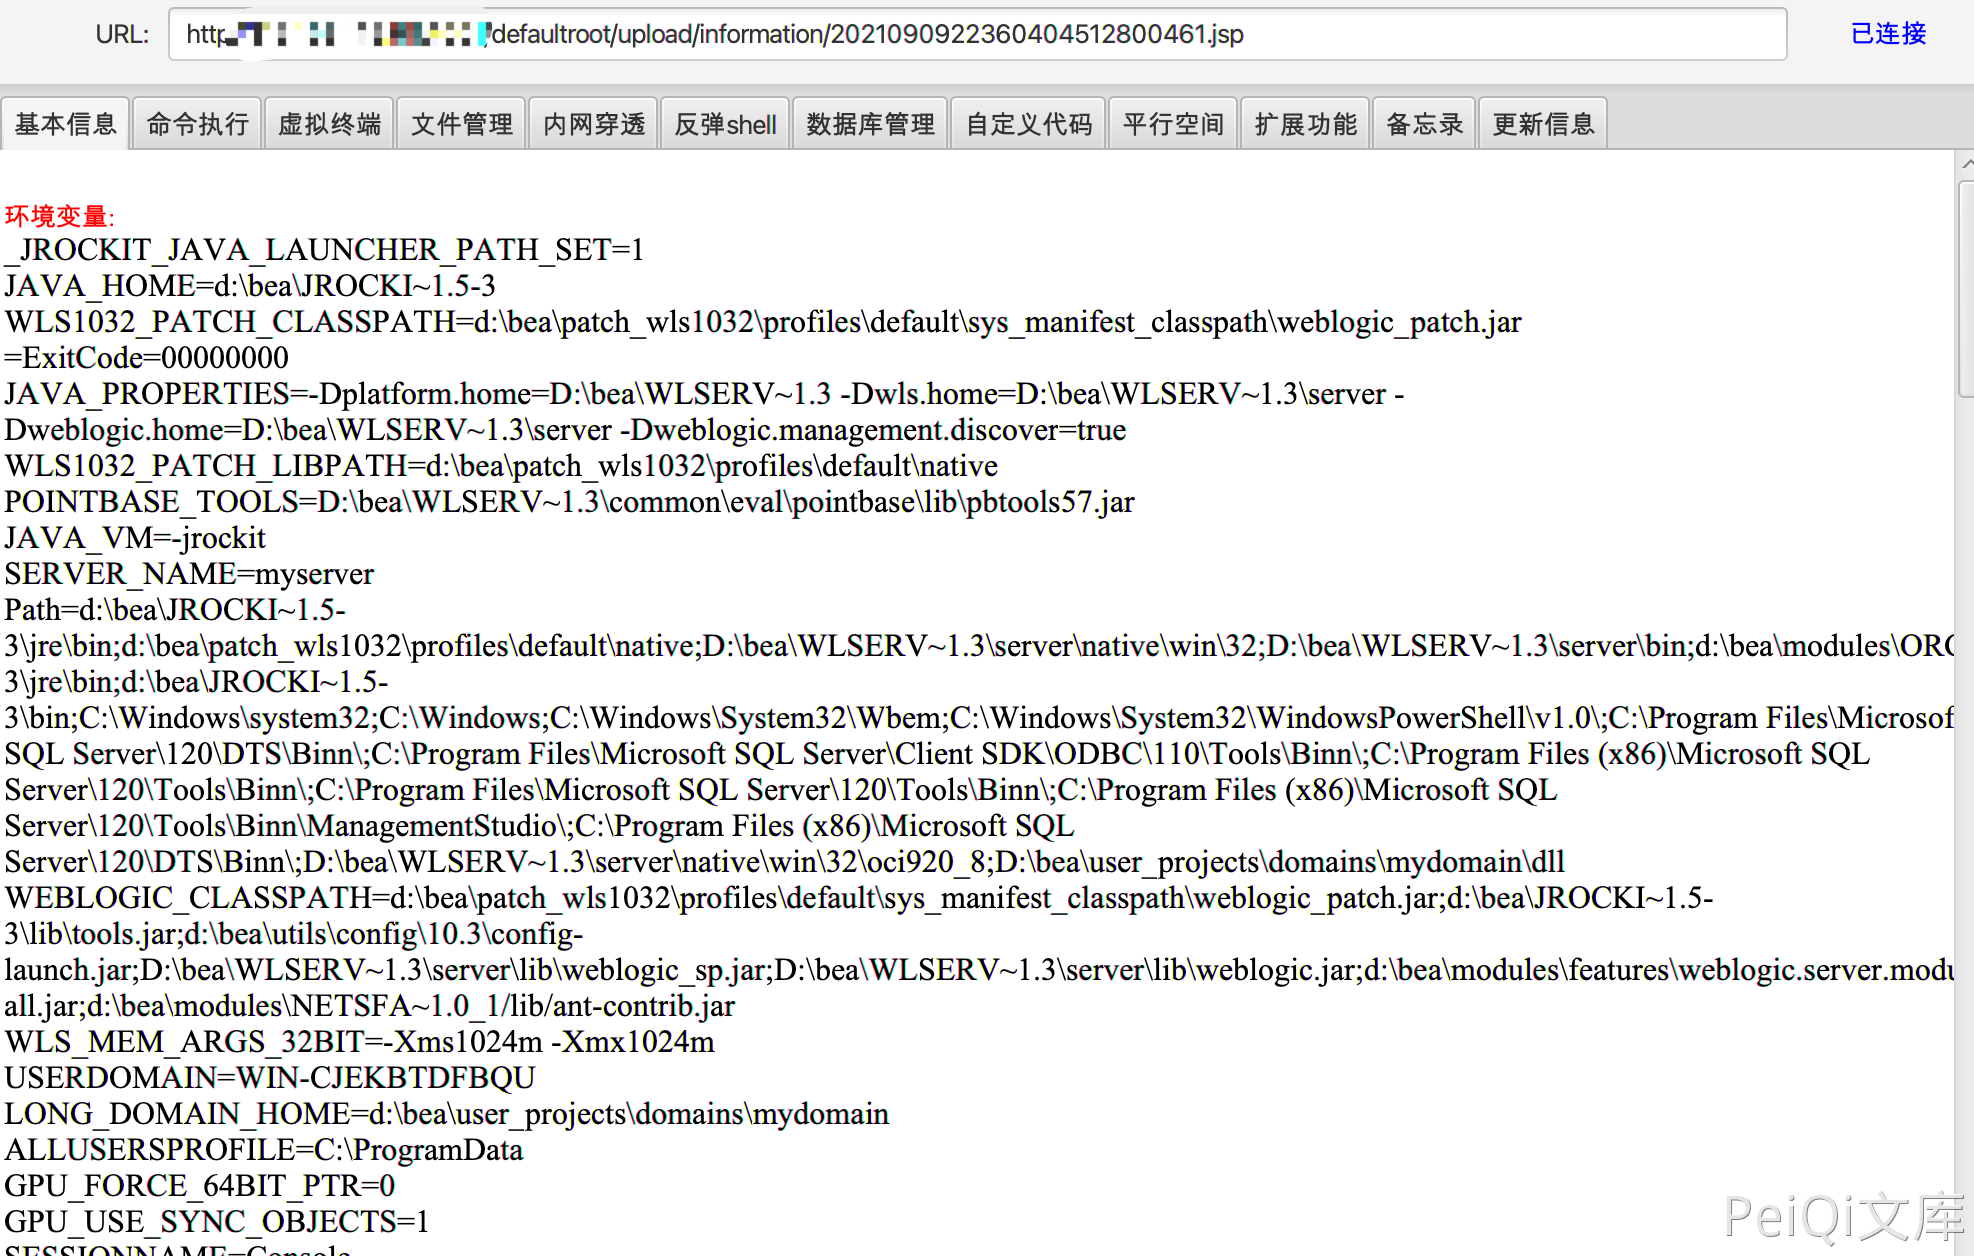 URL:
http /defaultroot/upload/information/2021090922360404512800461.jsp
已连接
基本信息 命令执行 虚拟终端 文件管理 内网穿透 反弹shell 数据库管理 自定义代码 平行空间 扩展功能 备忘录 更新信息
环境变量:
_JROCKIT_JAVA_LAUNCHER_PATH_SET=1
JAVA_HOME=d:\bea\JROCKI~1.5-3
WLS1032_PATCH_CLASSPATH=d:\bea\patch_wls1032\profiles\default\sys_manifest_classpath\weblogic_patch.jar
=ExitCode=00000000
JAVA_PROPERTIES=-Dplatform.home=D:\bea\WLSERV~1.3 -Dwls.home=D:\bea\WLSERV~1.3\server -
Dweblogic.home=D:\bea\WLSERV~1.3\server -Dweblogic.management.discover=true
WLS1032_PATCH_LIBPATH=d:\bea\patch_wls1032\profiles\default\native
POINTBASE_TOOLS=D:\bea\WLSERV~1.3\common\eval\pointbase\lib\pbtools57.jar
JAVA_VM=-jrockit
SERVER_NAME=myserver
Path=d:\bea\JROCKI~1.5-
3\jre\bin;d:\bea\patch_wls1032\profiles\default\native;D:\bea\WLSERV~1.3\server\native\win\32;D:\bea\WLSERV~1.3\server\bin;d:\bea\modules\ORC
3\jre\bin;d:\bea\JROCKI~1.5-
3\bin;C:\Windows\system32;C:\Windows;C:\Windows\System32\Wbem;C:\Windows\System32\WindowsPowerShell\v1.0\;C:\Program Files\Microsof
SQL Server\120\DTS\Binn\;C:\Program Files\Microsoft SQL Server\Client SDK\ODBC\110\Tools\Binn\;C:\Program Files (x86)\Microsoft SQL
Server\120\Tools\Binn\;C:\Program Files\Microsoft SQL Server\120\Tools\Binn\;C:\Program Files (x86)\Microsoft SQL
Server\120\Tools\Binn\ManagementStudio\;C:\Program Files (x86)\Microsoft SQL
Server\120\DTS\Binn\;D:\bea\WLSERV~1.3\server\native\win\32\oci920_8;D:\bea\user_projects\domains\mydomain\dll
WEBLOGIC_CLASSPATH=d:\bea\patch_wls1032\profiles\default\sys_manifest_classpath\weblogic_patch.jar;d:\bea\JROCKI~1.5-
3\lib\tools.jar;d:\bea\utils\config\10.3\config-
launch.jar;D:\bea\WLSERV~1.3\server\lib\weblogic_sp.jar;D:\bea\WLSERV~1.3\server\lib\weblogic.jar;d:\bea\modules\features\weblogic.server.modu
all.jar;d:\bea\modules\NETSFA~1.0_1/lib/ant-contrib.jar
WLS_MEM_ARGS_32BIT=-Xms1024m -Xmx1024m
USERDOMAIN=WIN-CJEKBTDFBQU
LONG_DOMAIN_HOME=d:\bea\user_projects\domains\mydomain
ALLUSERSPROFILE=C:\ProgramData
GPU_FORCE_64BIT_PTR=0
GPU_USE_SYNC_OBJECTS=1
SESSIONNAME=Console
PeiQi文库